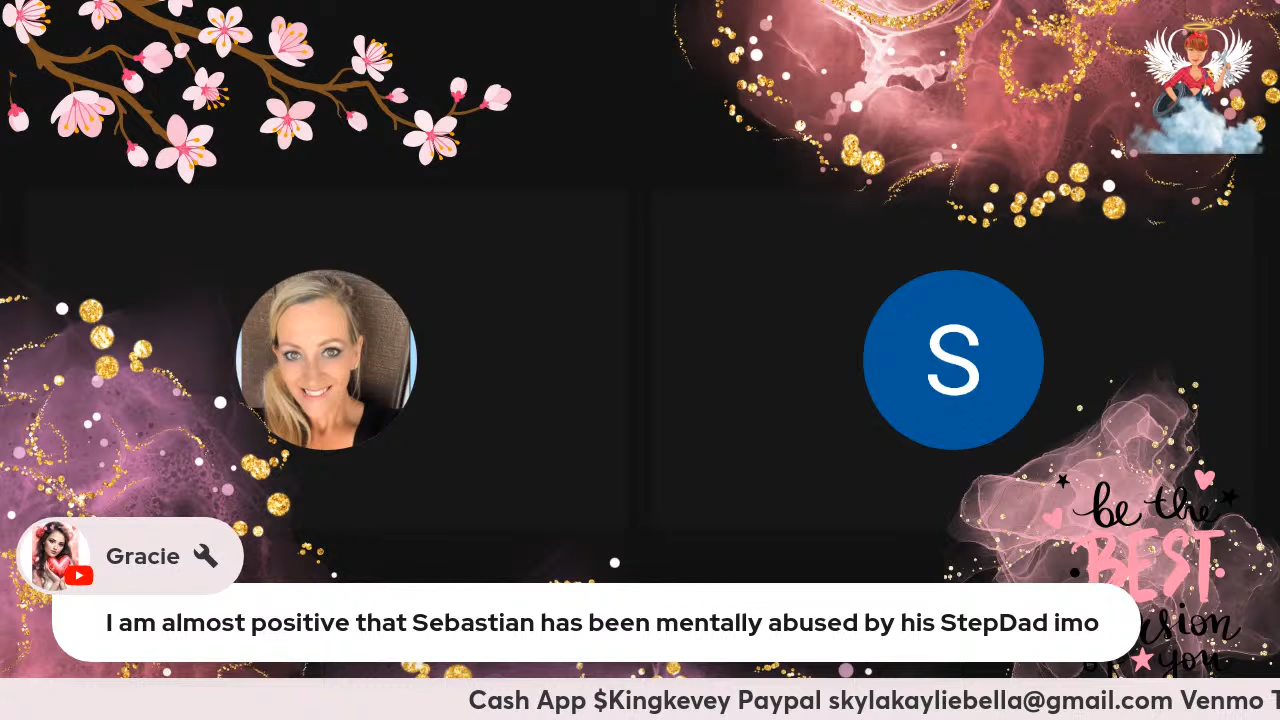 S
be the
BEST
of you
Gracie
I am almost positive that Sebastian has been mentally abused by his StepDad imo
Cash App $Kingkevey Paypal skylakayliebella@gmail.com Venmo